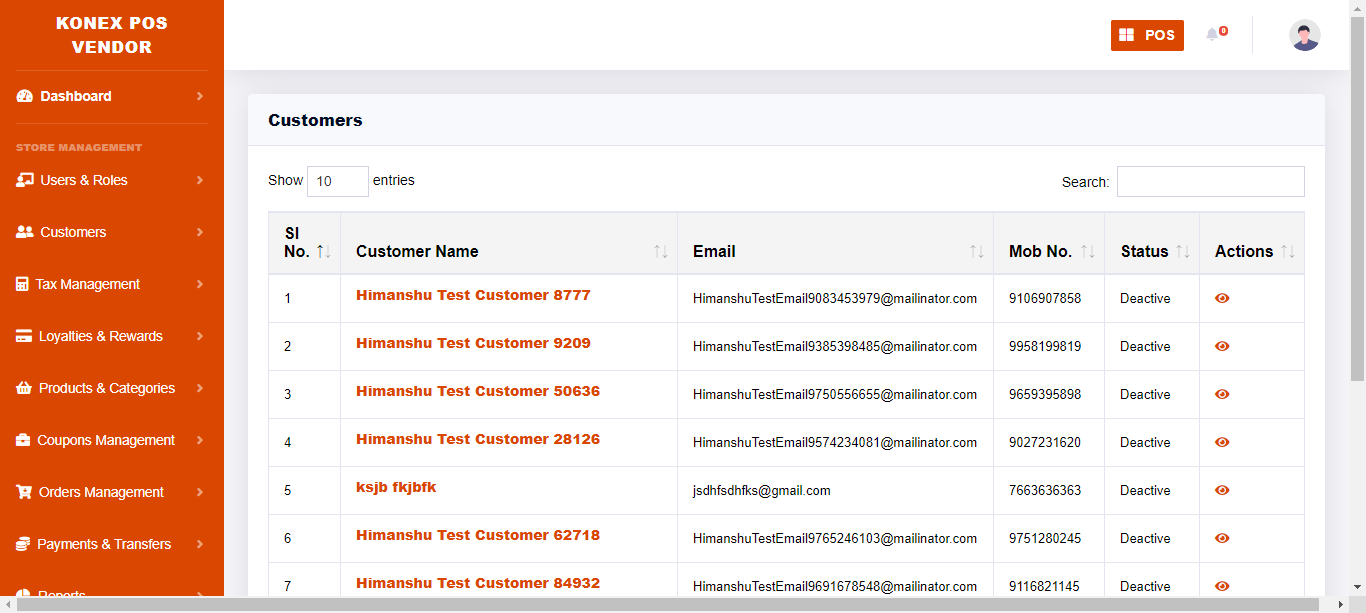 KONEX POS
VENDOR
Dashboard
STORE MANAGEMENT
Users & Roles
Customers
Tax Management
Loyalties & Rewards
Products & Categories
Coupons Management
Orders Management
Payments & Transfers
Reports
POS
0
Customers
Show 10 entries
Search:
Sl
No. Customer Name Email Mob No. Status Actions
1 Himanshu Test Customer 8777 HimanshuTestEmail9083453979@mailinator.com 9106907858 Deactive
2 Himanshu Test Customer 9209 HimanshuTestEmail9385398485@mailinator.com 9958199819 Deactive
3 Himanshu Test Customer 50636 HimanshuTestEmail9750556655@mailinator.com 9659395898 Deactive
4 Himanshu Test Customer 28126 HimanshuTestEmail9574234081@mailinator.com 9027231620 Deactive
5 ksjb fkjbfk jsdhfsdhfks@gmail.com 7663636363 Deactive
6 Himanshu Test Customer 62718 HimanshuTestEmail9765246103@mailinator.com 9751280245 Deactive
7 Himanshu Test Customer 84932 HimanshuTestEmail9691678548@mailinator.com 9116821145 Deactive